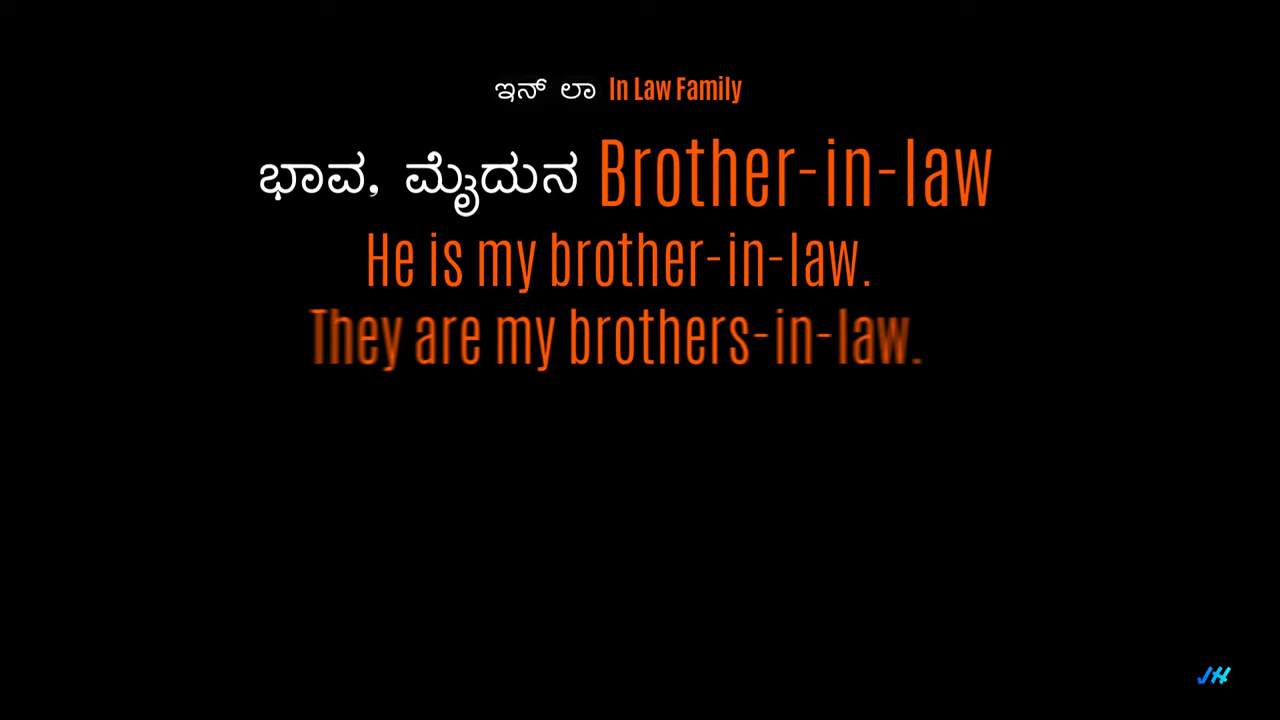 ಇನ್ ಲಾ In Law Family
ಭಾವ, ಮೈದುನ Brother-in-law
He is my brother-in-law.
They are my brothers-in-law.
JH